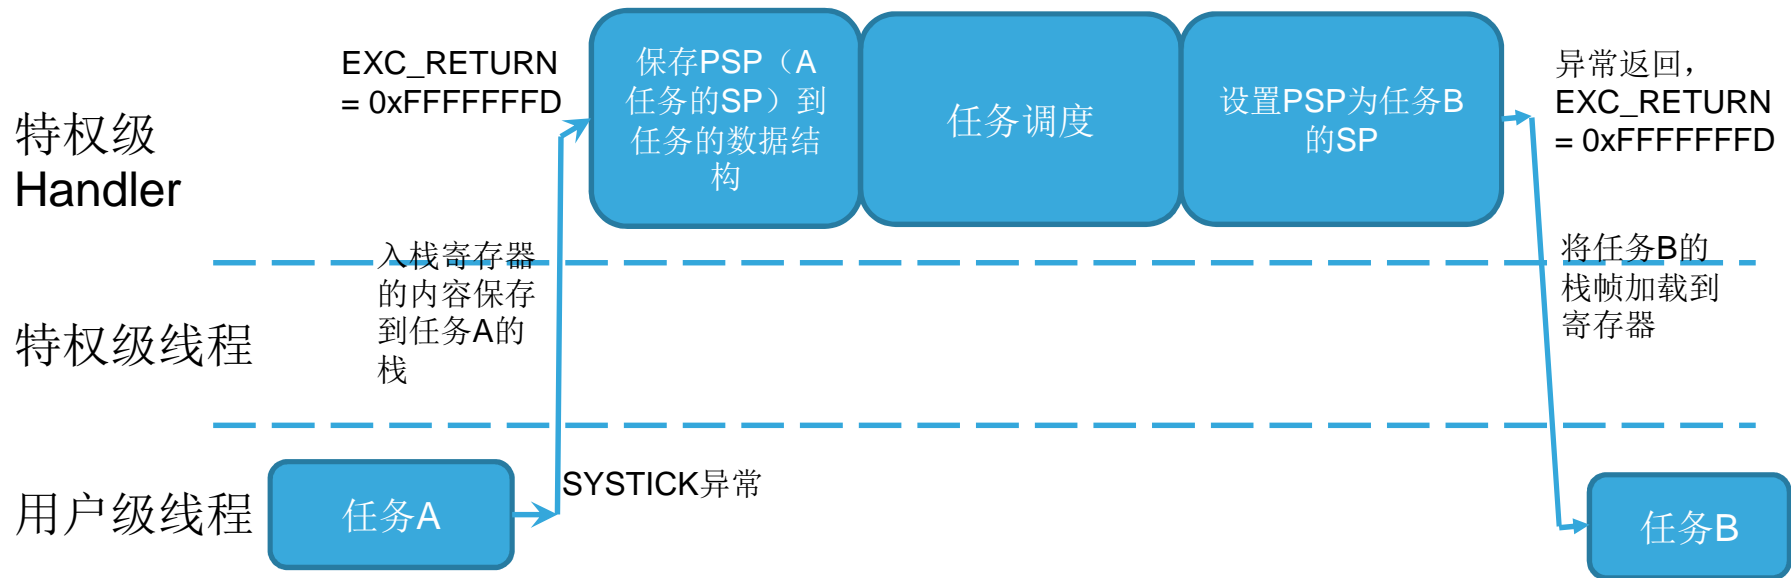 EXC_RETURN
= 0xFFFFFFFD
保存PSP（A
任务的SP）到
任务的数据结
构
任务调度
设置PSP为任务B
的SP
异常返回，
EXC_RETURN
= 0xFFFFFFFD
特权级
Handler
入栈寄存器
的内容保存
到任务A的
栈
将任务B的
栈帧加载到
寄存器
特权级线程
用户级线程
任务A
SYSTICK异常
任务B